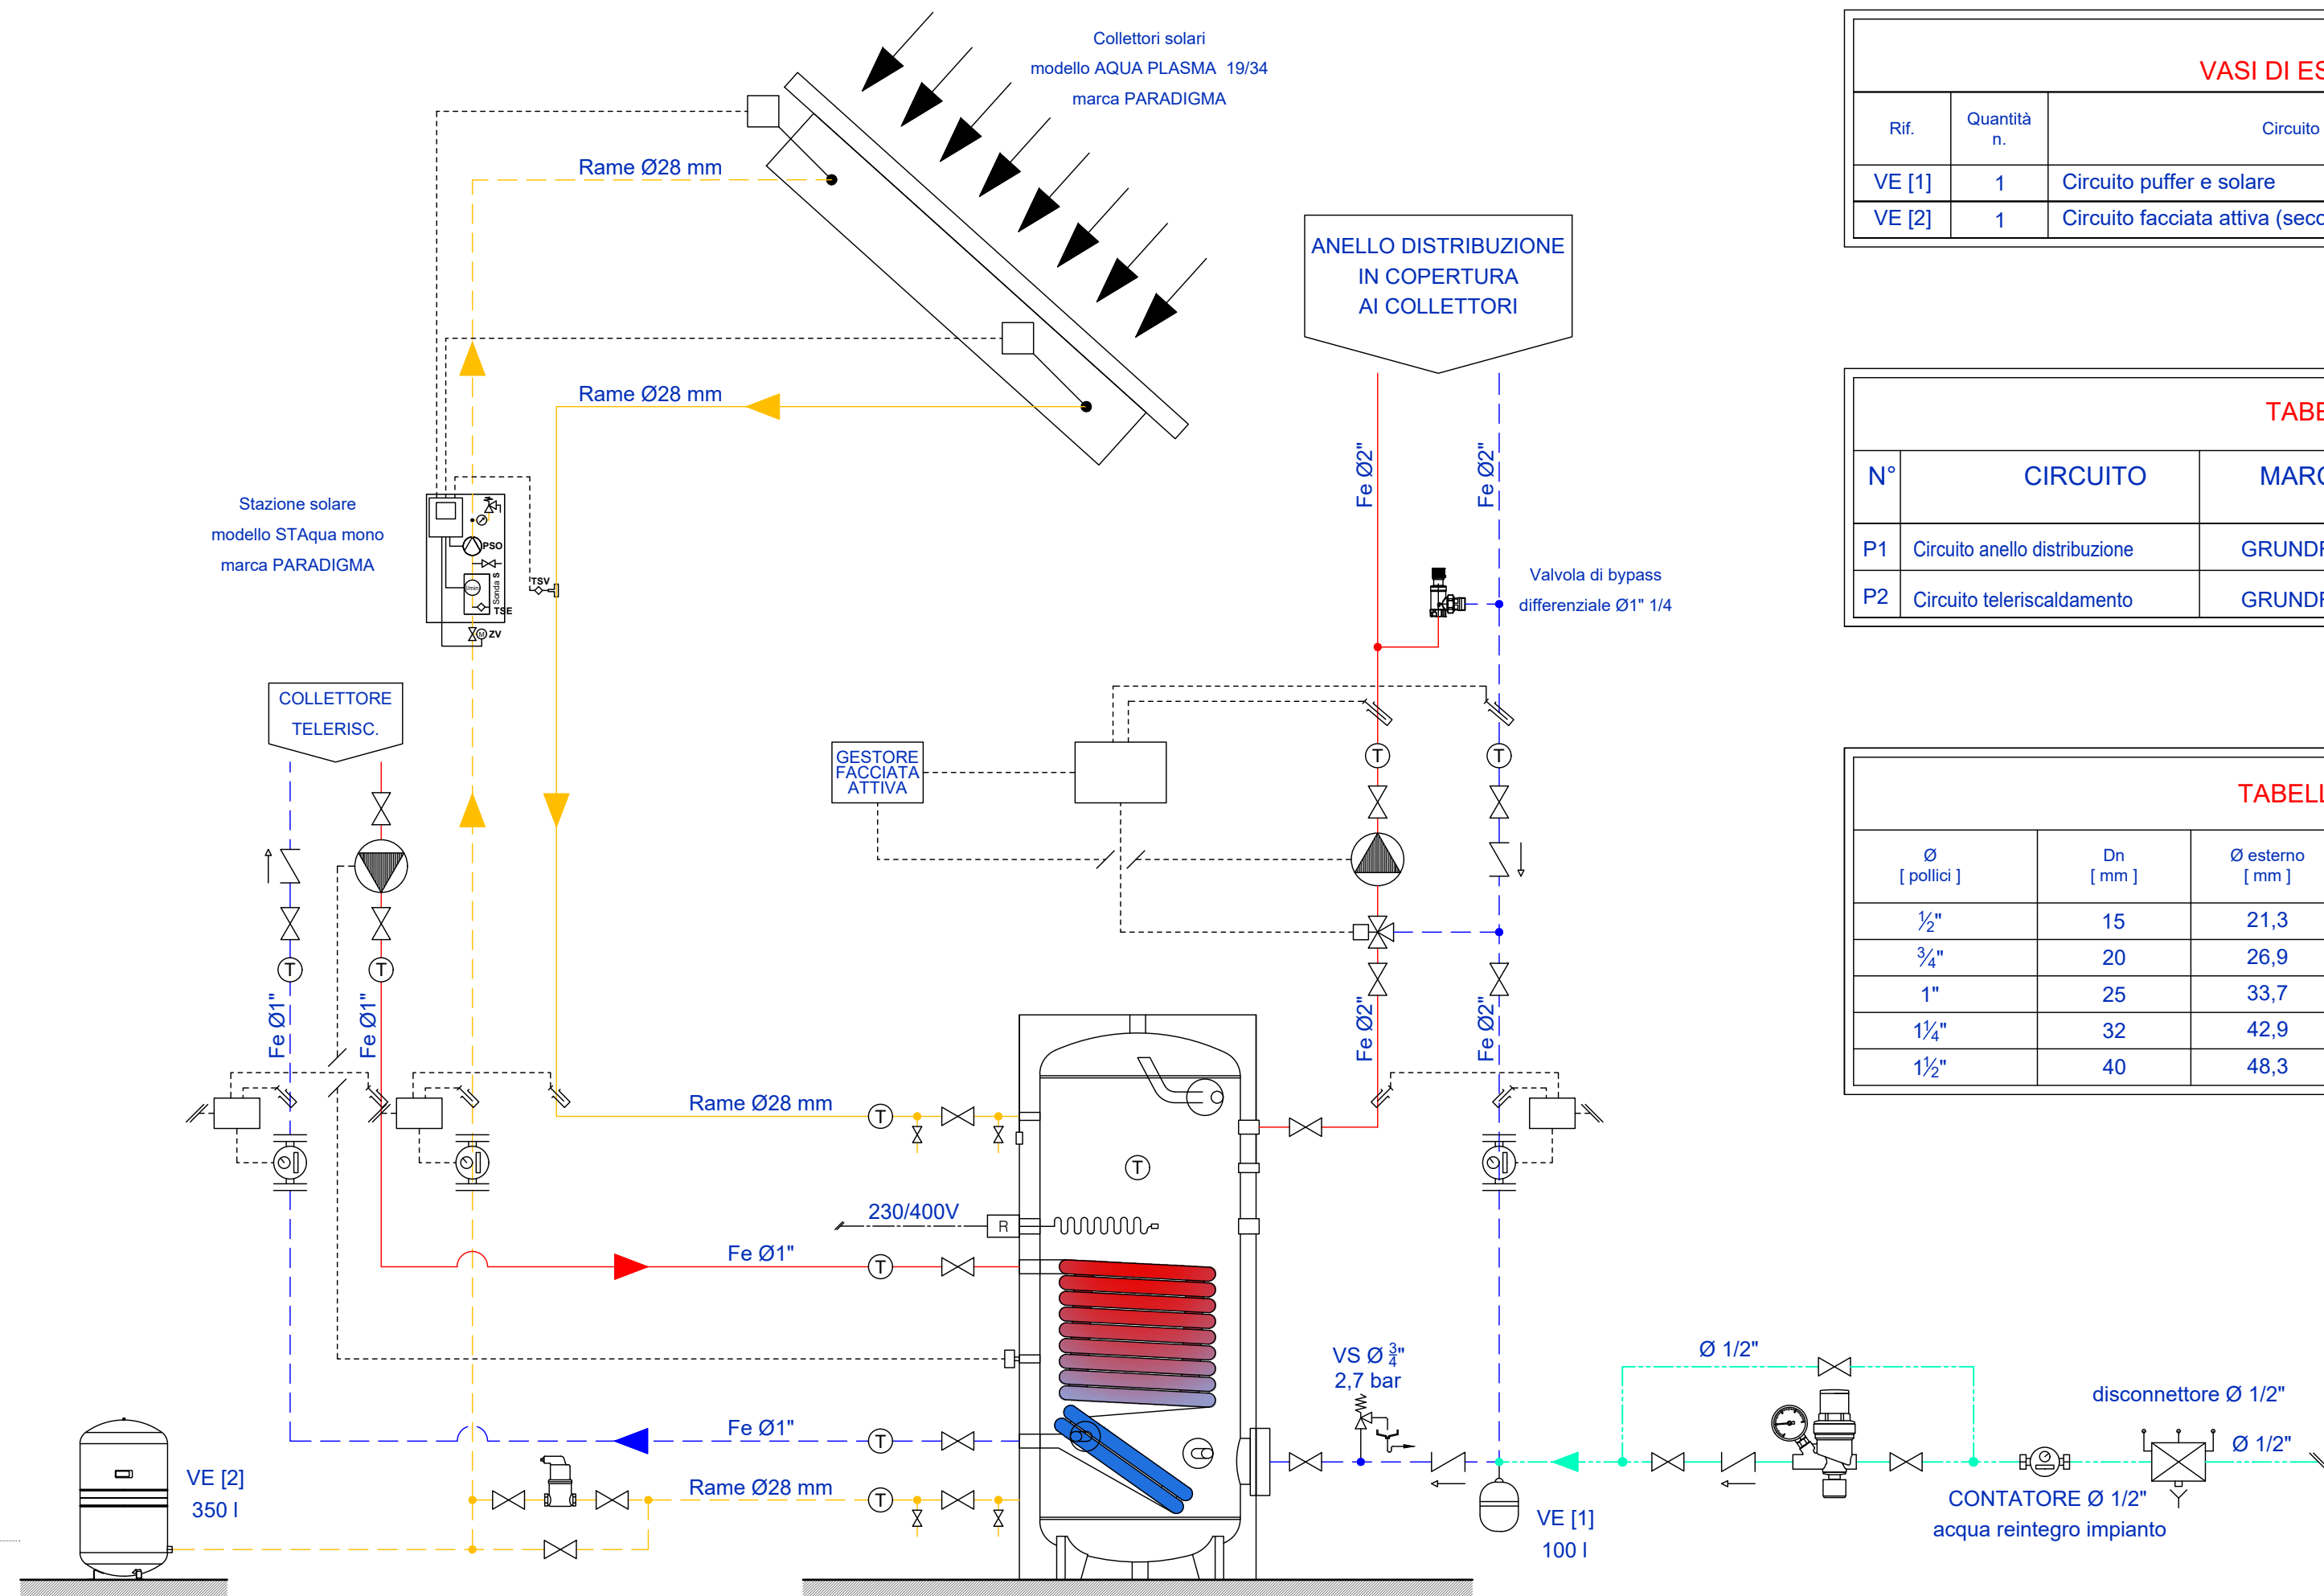 Collettori solari
modello AQUA PLASMA 19/34
marca PARADIGMA
Rame Ø28 mm
Rame Ø28 mm
ANELLO DISTRIBUZIONE
IN COPERTURA
AI COLLETTORI
Fe Ø2"
Fe Ø2"
Stazione solare
modello STAqua mono
marca PARADIGMA
PSO
Sonda S
l/min
TSE
TSV
M
ZV
Valvola di bypass
differenziale Ø1" 1/4
COLLETTORE
TELERISC.
GESTORE
FACCIATA
ATTIVA
T
T
T
T
Fe Ø1"
Fe Ø1"
Fe Ø2"
Fe Ø2"
Rame Ø28 mm
T
T
230/400V
R
Fe Ø1"
T
Fe Ø1"
T
Rame Ø28 mm
T
VE [2]
350 l
VS Ø 3/4"
2,7 bar
VE [1]
100 l
Ø 1/2"
disconnettore Ø 1/2"
Ø 1/2"
CONTATORE Ø 1/2"
acqua reintegro impianto
VASI DI ES
Rif.
Quantità
n.
Circuito
VE [1] 1 Circuito puffer e solare
VE [2] 1 Circuito facciata attiva (seco
TABE
N° CIRCUITO MARC
P1 Circuito anello distribuzione GRUNDF
P2 Circuito teleriscaldamento GRUNDF
TABELL
Ø
[ pollici ]
Dn
[ mm ]
Ø esterno
[ mm ]
½" 15 21,3
¾" 20 26,9
1" 25 33,7
1¼" 32 42,9
1½" 40 48,3